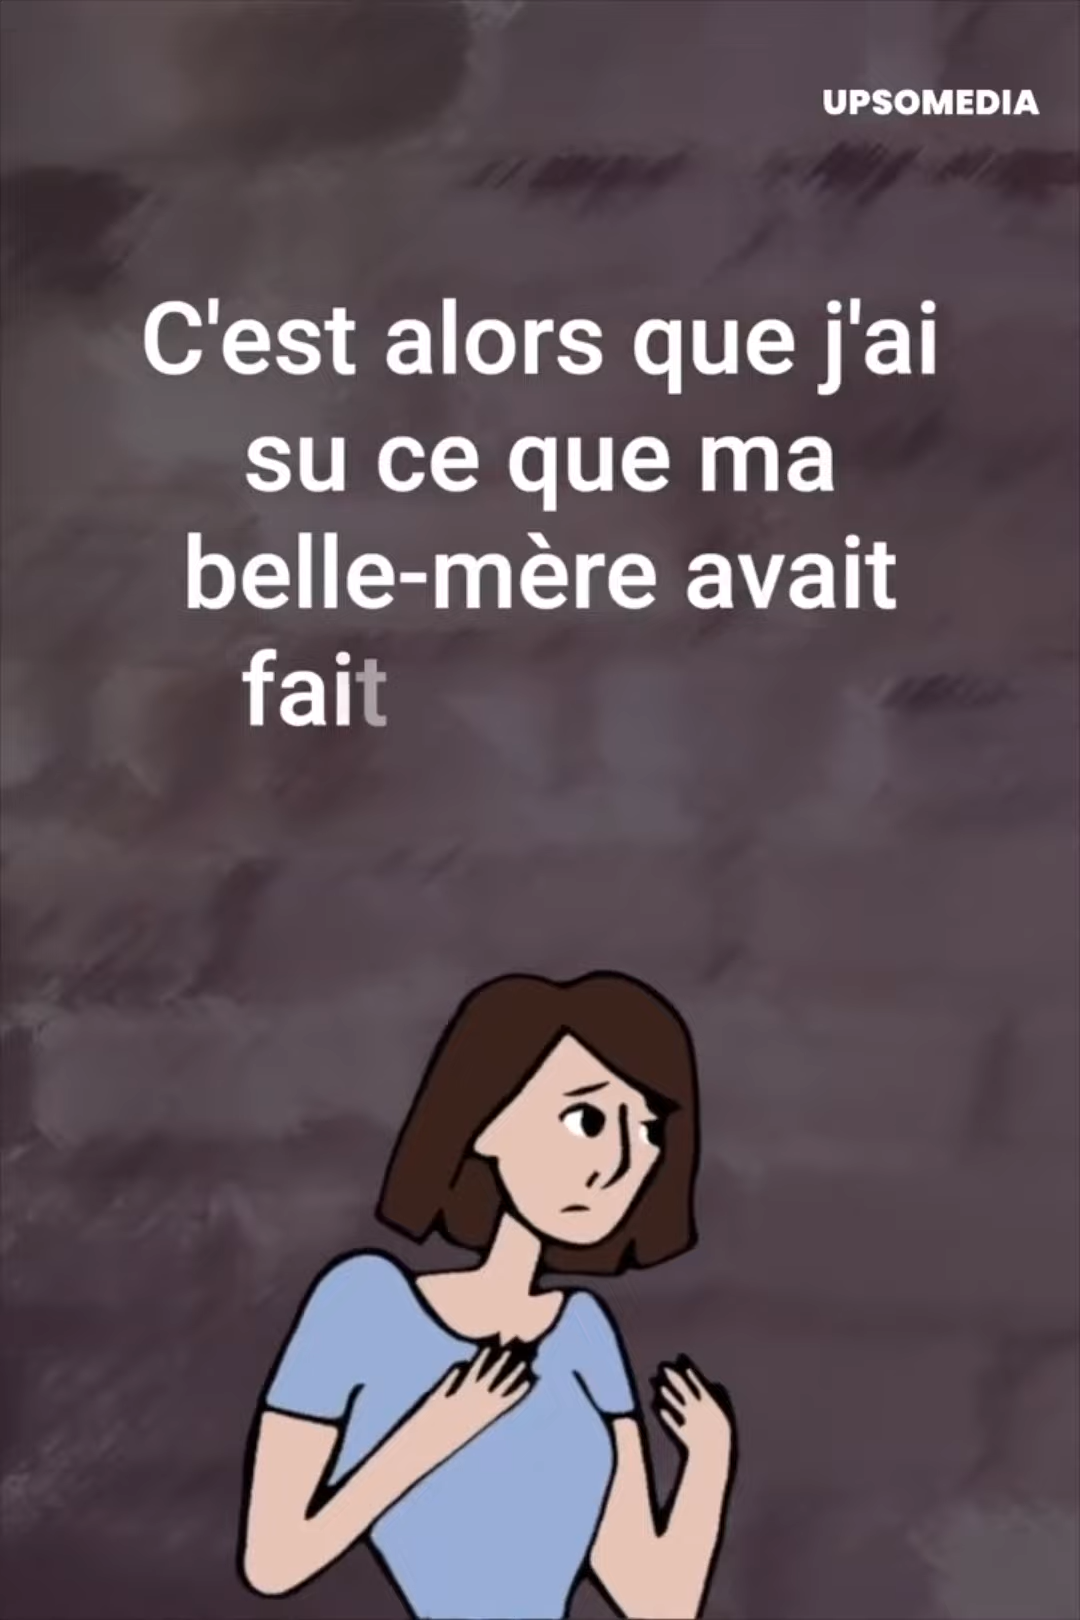 UPSOMEDIA
C'est alors que j'ai
su ce que ma
belle-mère avait
fait